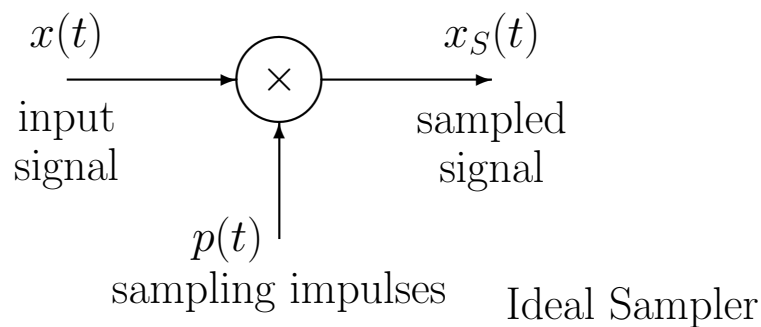 x(t)
x_S(t)
×
input
signal
sampled
signal
p(t)
sampling impulses
Ideal Sampler